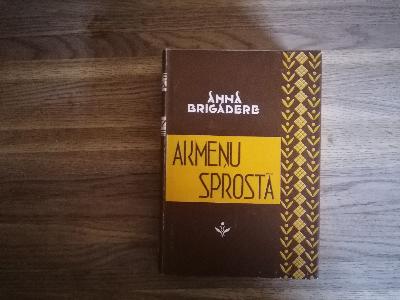 ANNA
BRIGADERE
AKMEŅU
SPROSTĀ